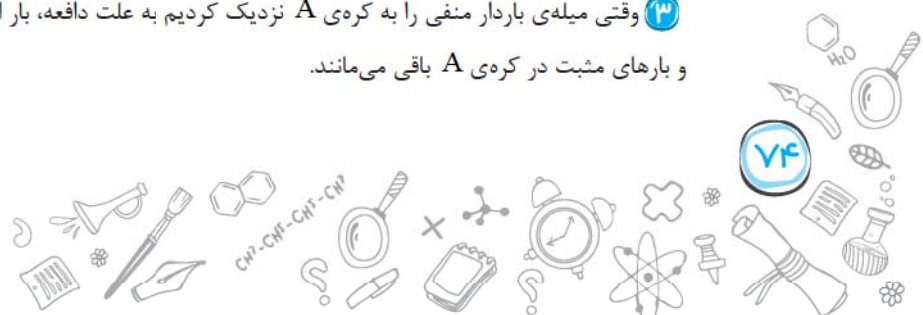 ۳ وقتی میله‌ی باردار منفی را به کره‌ی A نزدیک کردیم به علت دافعه، بار
و بارهای مثبت در کره‌ی A باقی می‌مانند.
H₂O
۷۴
CH³-CH²-CH²-CH³